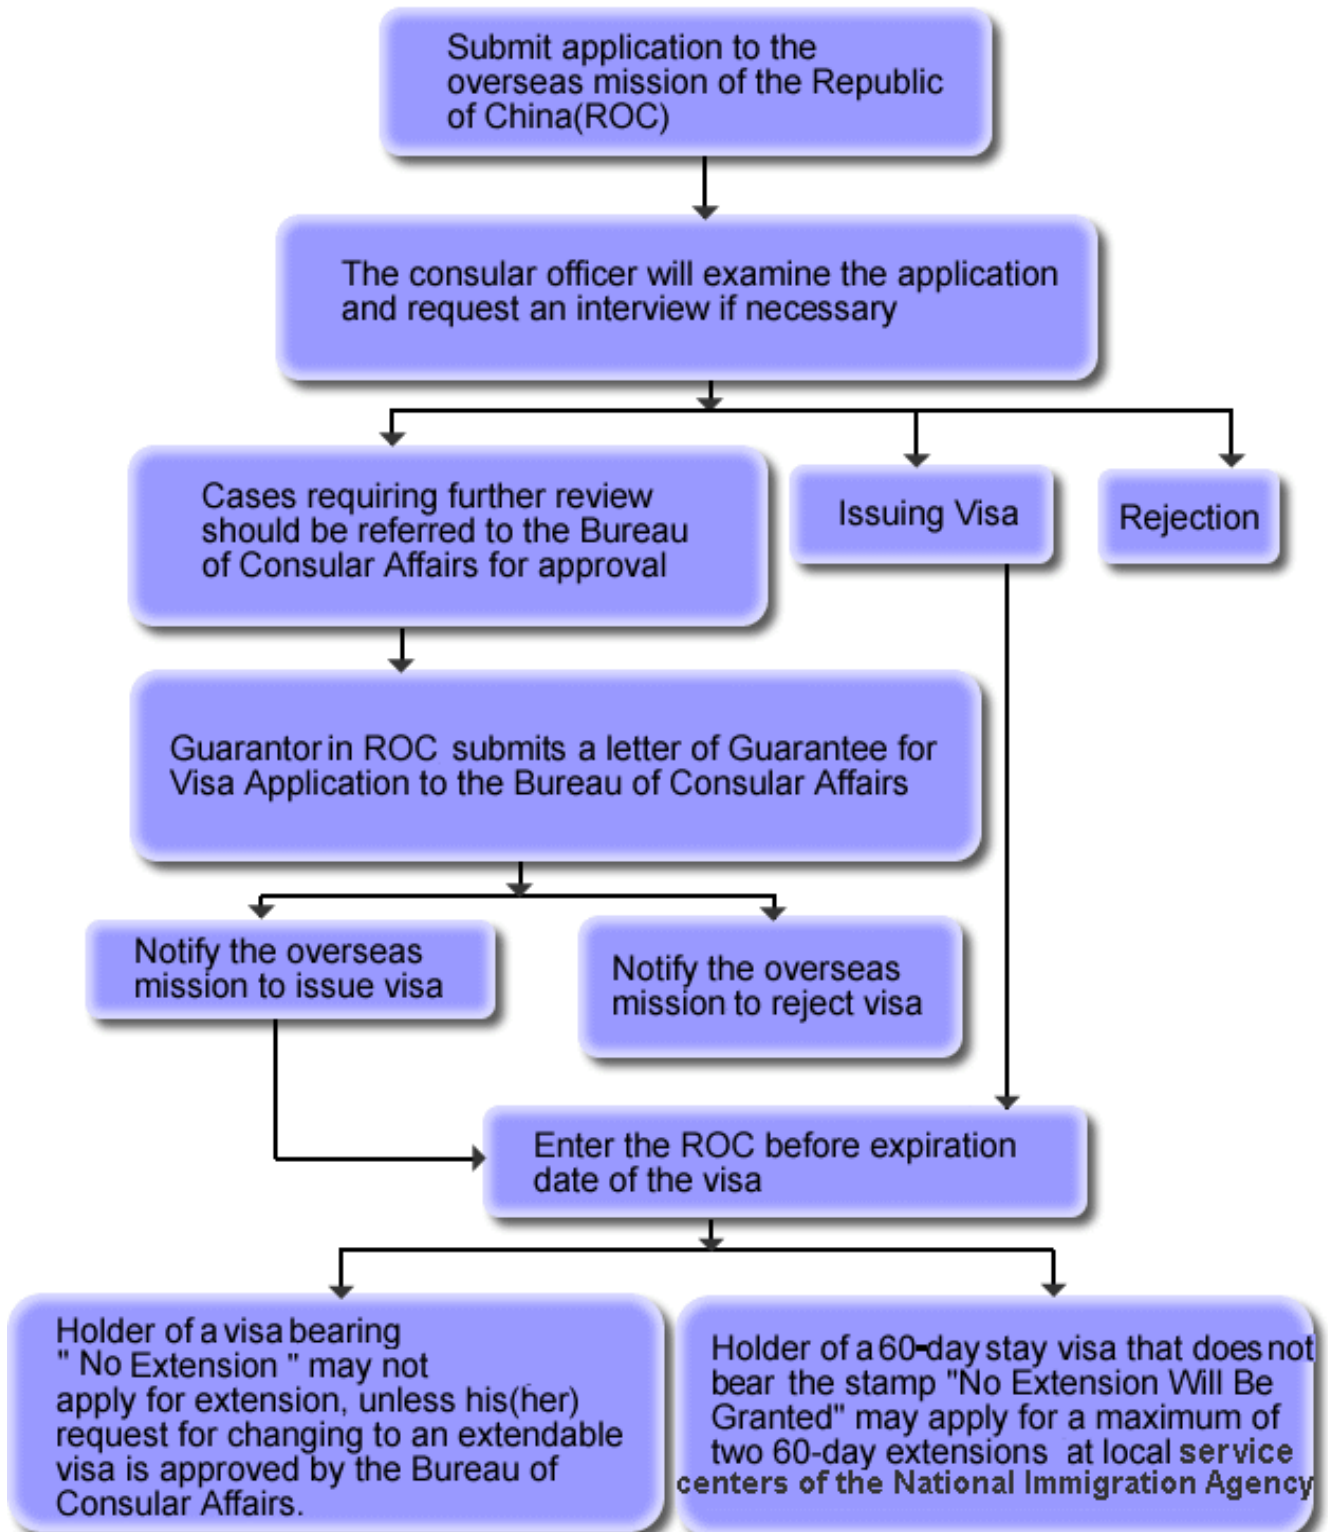 Submit application to the
overseas mission of the Republic
of China(ROC)
The consular officer will examine the application
and request an interview if necessary
Cases requiring further review
should be referred to the Bureau
of Consular Affairs for approval
Issuing Visa
Rejection
Guarantor in ROC submits a letter of Guarantee for
Visa Application to the Bureau of Consular Affairs
Notify the overseas
mission to issue visa
Notify the overseas
mission to reject visa
Enter the ROC before expiration
date of the visa
Holder of a visa bearing
" No Extension " may not
apply for extension, unless his(her)
request for changing to an extendable
visa is approved by the Bureau of
Consular Affairs.
Holder of a 60-day stay visa that does not
bear the stamp "No Extension Will Be
Granted" may apply for a maximum of
two 60-day extensions at local service
centers of the National Immigration Agency